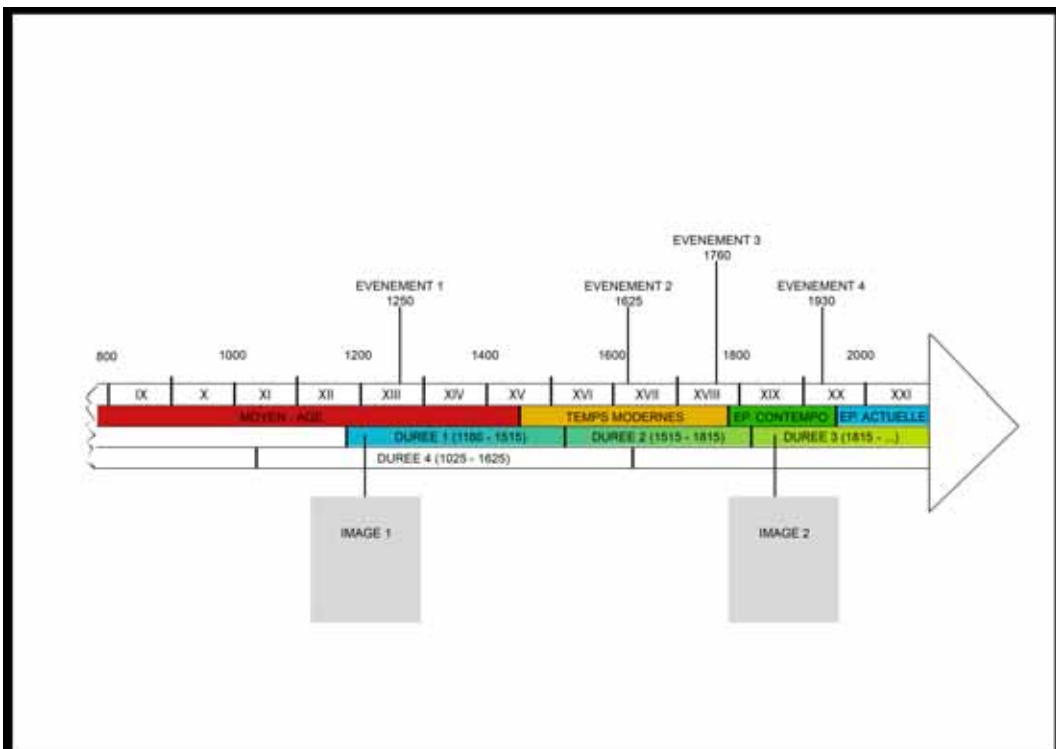 EVENEMENT 3
1760
EVENEMENT 1
1250
EVENEMENT 2
1625
EVENEMENT 4
1930
800 1000 1200 1400 1600 1800 2000
IX X XI XII XIII XIV XV XVI XVII XVIII XIX XX XXI
MOYEN - AGE TEMPS MODERNES EP. CONTEMPO EP. ACTUELLE
DUREE 1 (1180 - 1515) DUREE 2 (1515 - 1815) DUREE 3 (1815 - ...)
DUREE 4 (1025 - 1625)
IMAGE 1 IMAGE 2